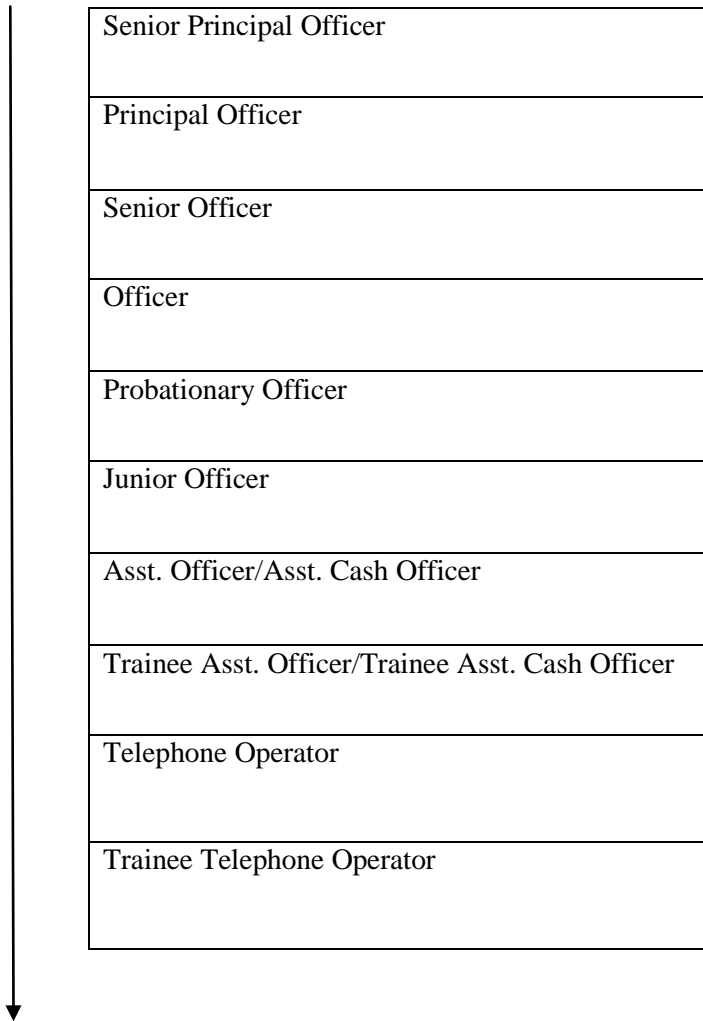 Senior Principal Officer
Principal Officer
Senior Officer
Officer
Probationary Officer
Junior Officer
Asst. Officer/Asst. Cash Officer
Trainee Asst. Officer/Trainee Asst. Cash Officer
Telephone Operator
Trainee Telephone Operator